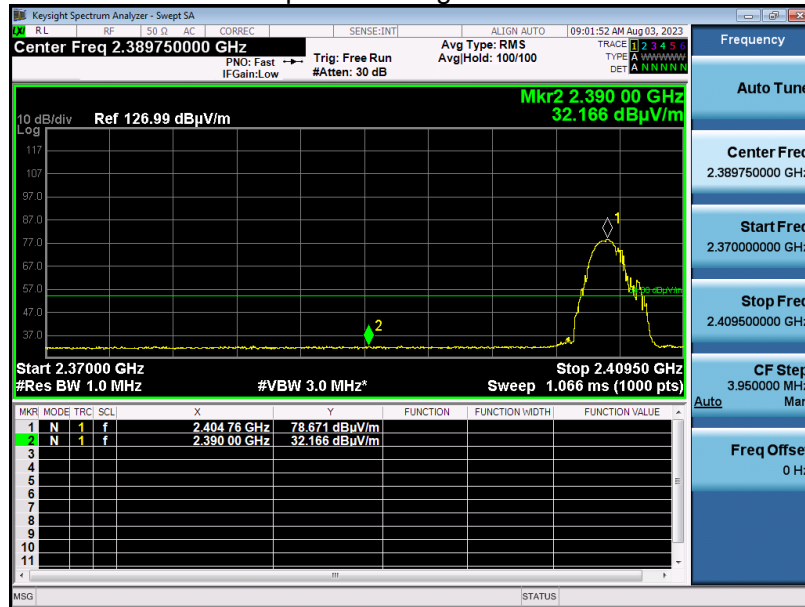 Keysight Spectrum Analyzer - Swept SA
RL RF 50 Ω AC CORREC SENSE:INT ALIGN AUTO 09:01:52 AM Aug 03, 2023
Center Freq 2.389750000 GHz
PNO: Fast
IFGain:Low
Trig: Free Run
#Atten: 30 dB
Avg Type: RMS
Avg|Hold: 100/100
TRACE 1 2 3 4 5 6
TYPE A WWWWW
DET A N N N N N
Mkr2 2.390 00 GHz
32.166 dBµV/m
10 dB/div Ref 126.99 dBµV/m
Log
117
107
97.0
87.0
77.0
67.0
57.0
47.0
37.0
1
2
Start 2.37000 GHz Stop 2.40950 GHz
#Res BW 1.0 MHz #VBW 3.0 MHz* Sweep 1.066 ms (1000 pts)
MKR MODE TRC SCL X Y FUNCTION FUNCTION WIDTH FUNCTION VALUE
1 N 1 f 2.404 76 GHz 78.671 dBµV/m
2 N 1 f 2.390 00 GHz 32.166 dBµV/m
3
4
5
6
7
8
9
10
11
MSG STATUS
Frequency
Auto Tune
Center Freq
2.389750000 GHz
Start Freq
2.370000000 GHz
Stop Freq
2.409500000 GHz
CF Step
3.950000 MHz
Auto Man
Freq Offset
0 Hz